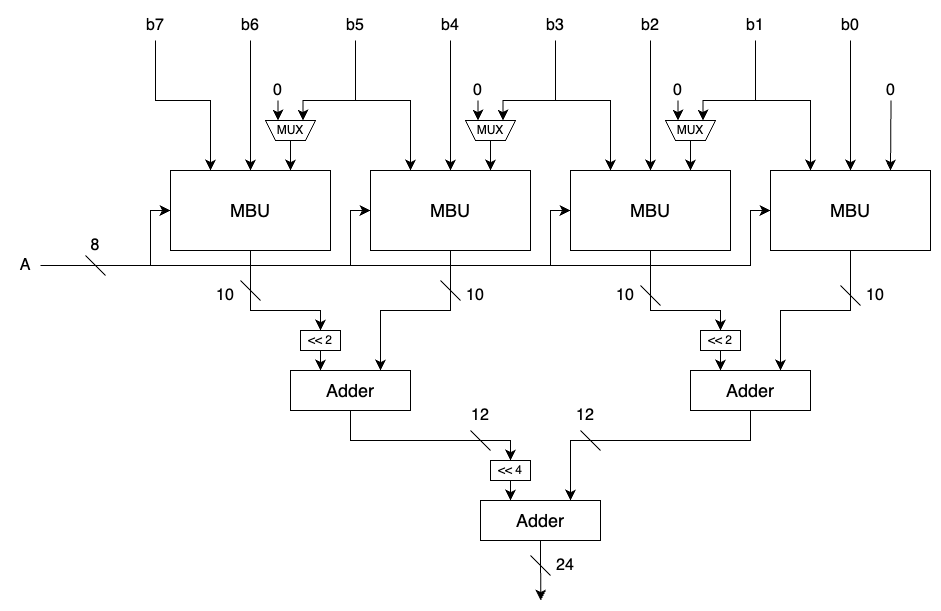 b7 b6 b5 b4 b3 b2 b1 b0
0 0 0 0
MUX MUX MUX
MBU MBU MBU MBU
8
A
10 10 10 10
<< 2 << 2
Adder Adder
12 12
<< 4
Adder
24